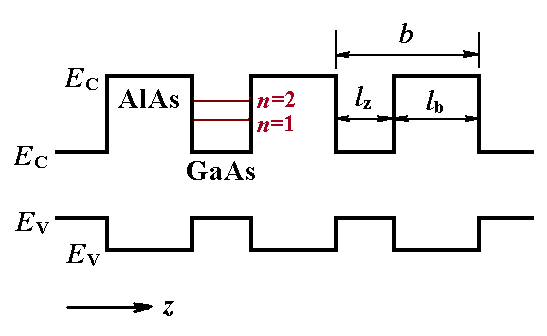 b
E_C
AlAs
n=2
n=1
l_z
l_b
E_C
GaAs
E_V
E_V
z